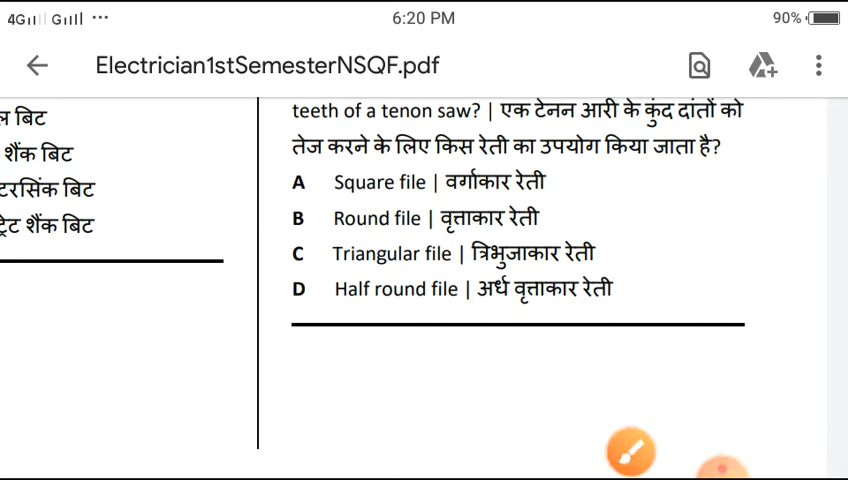 4G G ...
6:20 PM
90%
Electrician1stSemesterNSQF.pdf
बिट
शैंक बिट
टरसिंक बिट
ट्रेट शैंक बिट
teeth of a tenon saw? | एक टेनन आरी के कुंद दांतों को
तेज करने के लिए किस रेती का उपयोग किया जाता है?
A Square file | वर्गाकार रेती
B Round file | वृत्ताकार रेती
C Triangular file | त्रिभुजाकार रेती
D Half round file | अर्ध वृत्ताकार रेती